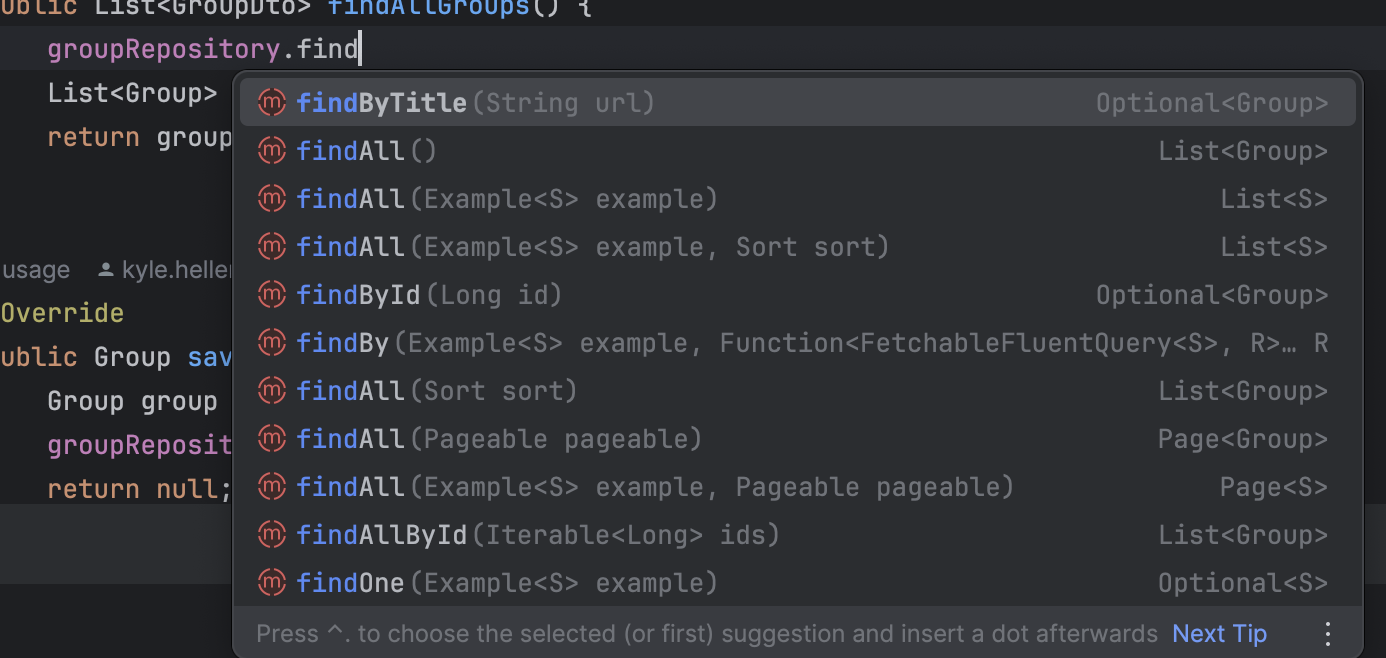 ublic List<GroupDto> findAllGroups() {
groupRepository.find
List<Group>
return group
findByTitle(String url) Optional<Group>
findAll() List<Group>
findAll(Example<S> example) List<S>
findAll(Example<S> example, Sort sort) List<S>
findById(Long id) Optional<Group>
findBy(Example<S> example, Function<FetchableFluentQuery<S>, R>… R
findAll(Sort sort) List<Group>
findAll(Pageable pageable) Page<Group>
findAll(Example<S> example, Pageable pageable) Page<S>
findAllById(Iterable<Long> ids) List<Group>
findOne(Example<S> example) Optional<S>
Press ^. to choose the selected (or first) suggestion and insert a dot afterwards Next Tip
usage kyle.heller
Override
ublic Group sav
Group group
groupReposit
return null;